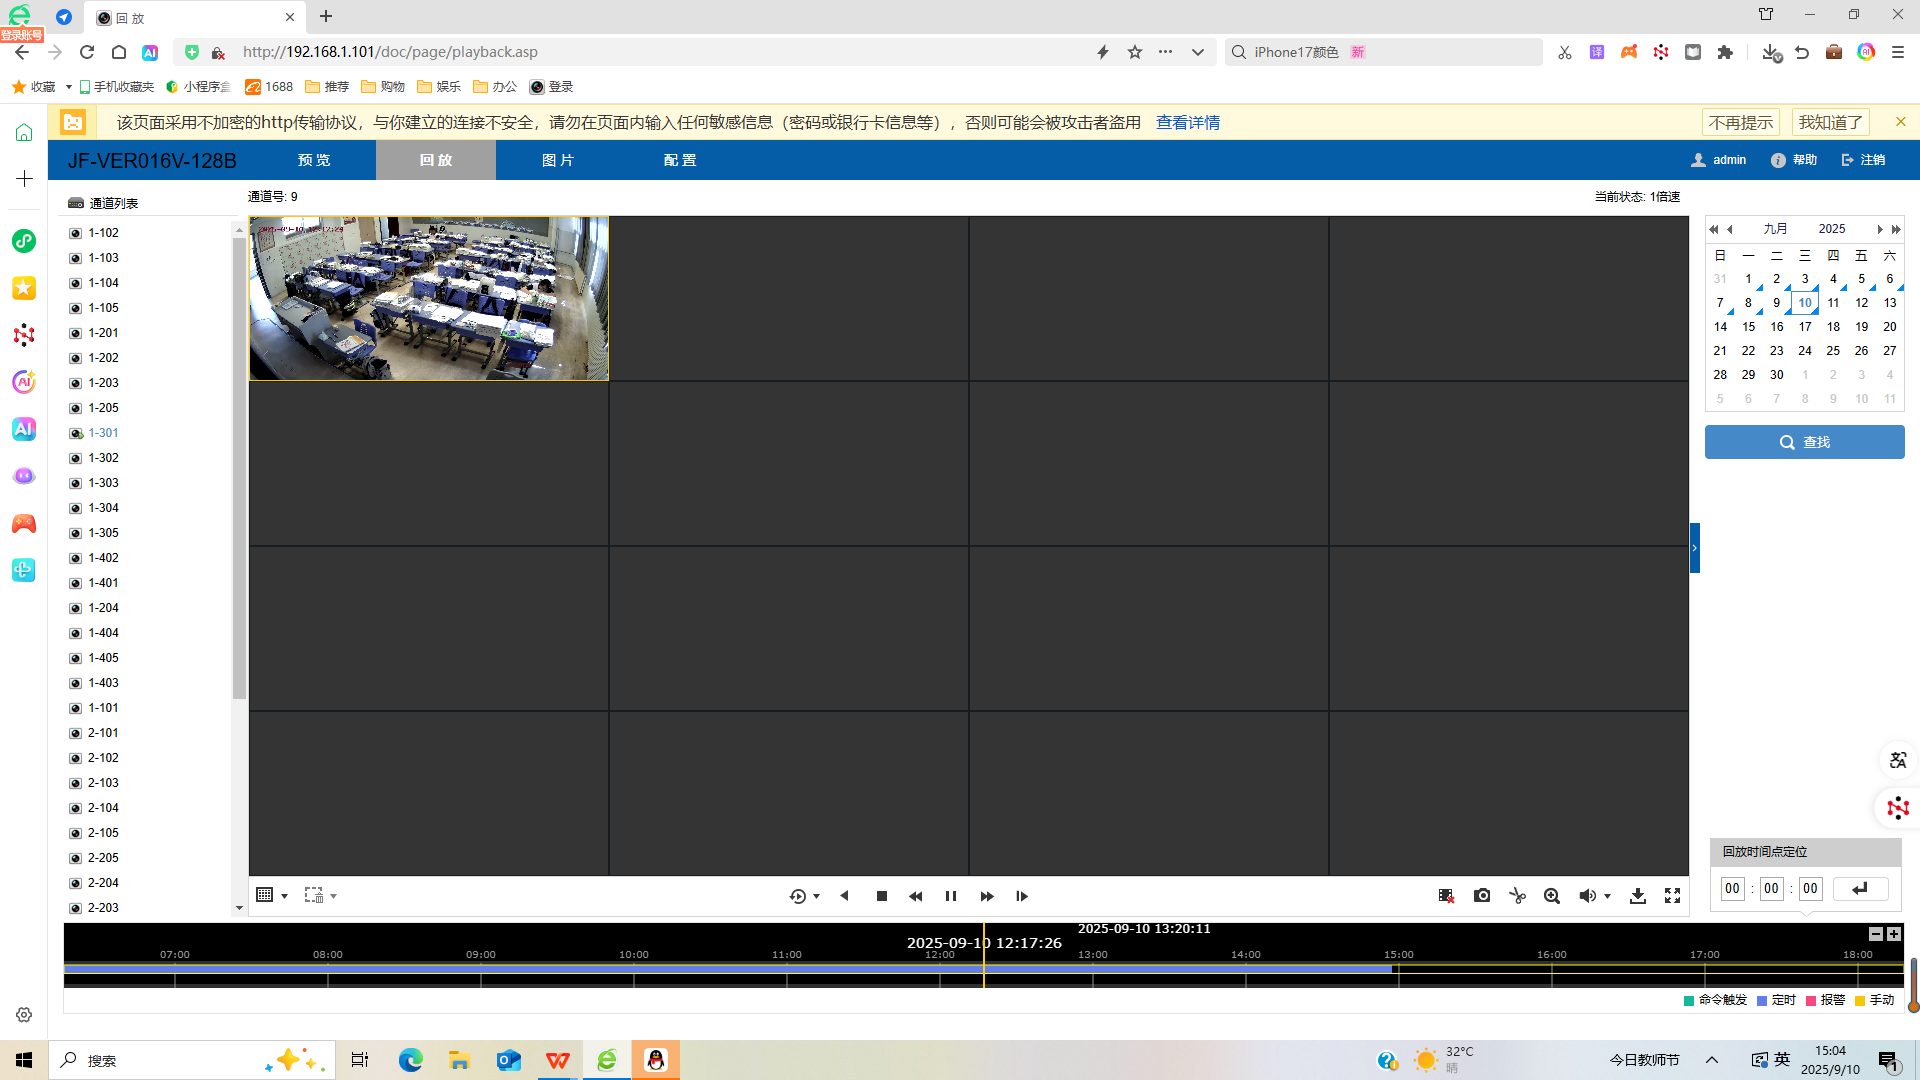 回 放
登录账号
http://192.168.1.101/doc/page/playback.asp
iPhone17颜色 新
收藏 手机收藏夹 小程序盒 1688 推荐 购物 娱乐 办公 登录
该页面采用不加密的http传输协议，与你建立的连接不安全，请勿在页面内输入任何敏感信息（密码或银行卡信息等），否则可能会被攻击者盗用 查看详情 不再提示 我知道了
JF-VER016V-128B 预 览 回 放 图 片 配 置 admin 帮助 注销
通道列表
通道号: 9 当前状态: 1倍速
1-102
1-103
1-104
1-105
1-201
1-202
1-203
1-205
1-301
1-302
1-303
1-304
1-305
1-402
1-401
1-204
1-404
1-405
1-403
1-101
2-101
2-102
2-103
2-104
2-105
2-205
2-204
2-203
九月 2025
日 一 二 三 四 五 六
31 1 2 3 4 5 6
7 8 9 10 11 12 13
14 15 16 17 18 19 20
21 22 23 24 25 26 27
28 29 30 1 2 3 4
5 6 7 8 9 10 11
查找
回放时间点定位
00 : 00 : 00
2025-09-10 13:20:11
2025-09-10 12:17:26
07:00 08:00 09:00 10:00 11:00 12:00 13:00 14:00 15:00 16:00 17:00 18:00
命令触发 定时 报警 手动
搜索
32°C
晴
今日教师节
英
15:04
2025/9/10
1